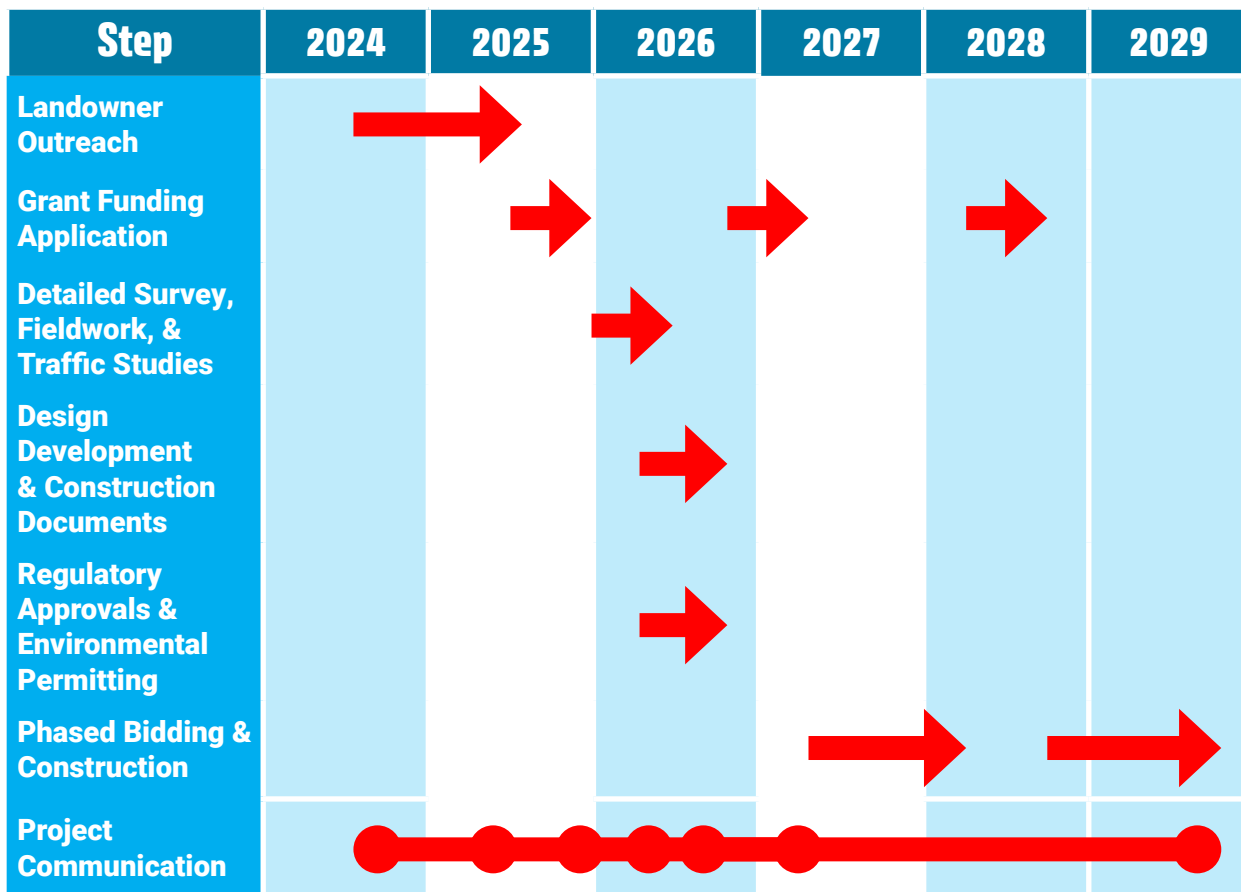 Step 2024 2025 2026 2027 2028 2029
Landowner
Outreach
Grant Funding
Application
Detailed Survey,
Fieldwork, &
Traffic Studies
Design
Development
& Construction
Documents
Regulatory
Approvals &
Environmental
Permitting
Phased Bidding &
Construction
Project
Communication